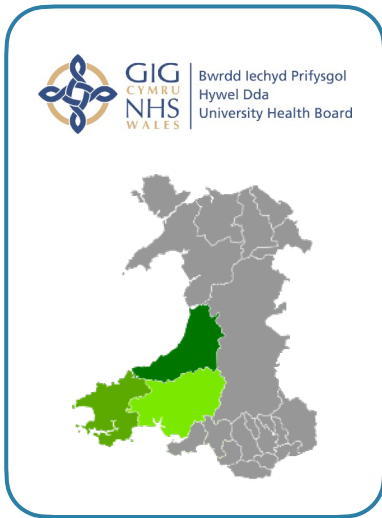 GIG
CYMRU
NHS
WALES
Bwrdd Iechyd Prifysgol
Hywel Dda
University Health Board